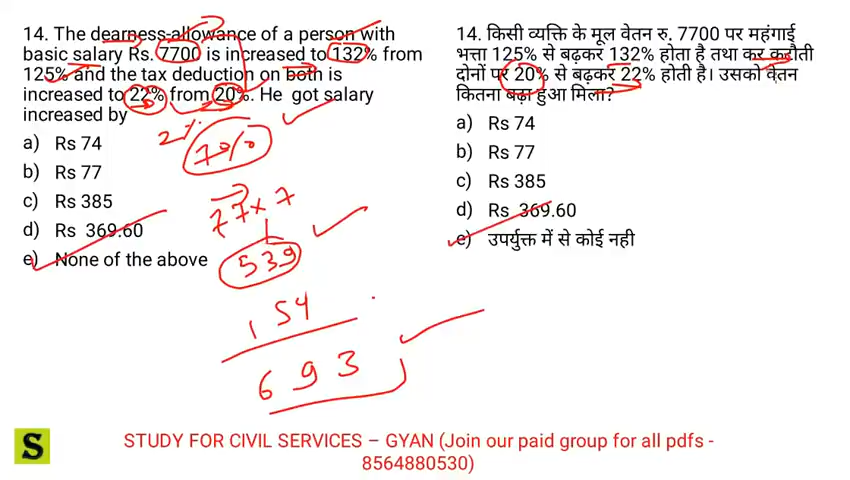 14. The dearness-allowance of a person with
basic salary Rs. 7700 is increased to 132% from
125% and the tax deduction on both is
increased to 22% from 20%. He got salary
increased by
a) Rs 74
b) Rs 77
c) Rs 385
d) Rs 369.60
e) None of the above
2%
7%
77×7
539
154
693
14. किसी व्यक्ति के मूल वेतन रु. 7700 पर महंगाई
भत्ता 125% से बढ़कर 132% होता है तथा कर कटौती
दोनों पर 20% से बढ़कर 22% होती है। उसको वेतन
कितना बढ़ा हुआ मिला?
a) Rs 74
b) Rs 77
c) Rs 385
d) Rs 369.60
e) उपर्युक्त में से कोई नही
S
STUDY FOR CIVIL SERVICES – GYAN (Join our paid group for all pdfs -
8564880530)